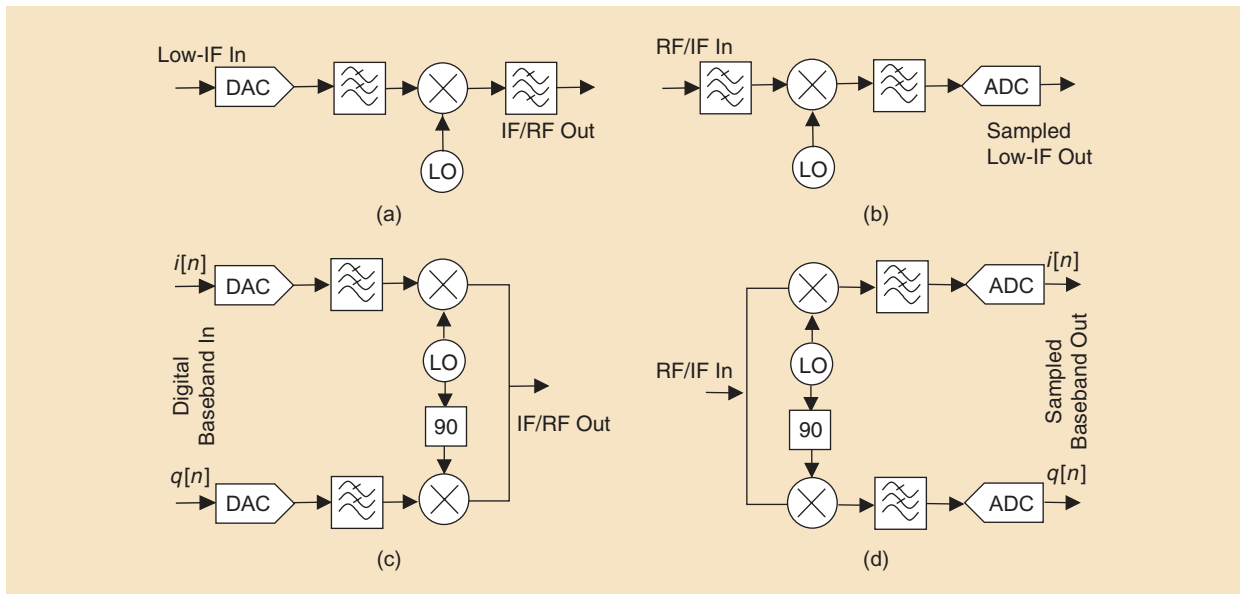 Low-IF In
DAC
LO
IF/RF Out
(a)
RF/IF In
LO
ADC
Sampled
Low-IF Out
(b)
i[n]
DAC
LO
90
Digital
Baseband In
q[n]
DAC
IF/RF Out
(c)
RF/IF In
LO
90
ADC
i[n]
Sampled
Baseband Out
ADC
q[n]
(d)